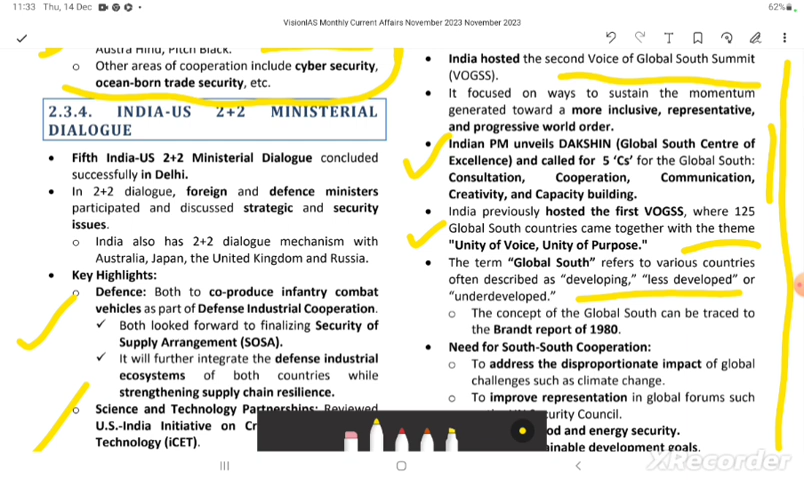 11:33 Thu, 14 Dec
62%
VisionIAS Monthly Current Affairs November 2023 November 2023
Austra Hind, Pitch Black.
o Other areas of cooperation include cyber security,
ocean-born trade security, etc.
2.3.4. INDIA-US 2+2 MINISTERIAL
DIALOGUE
• Fifth India-US 2+2 Ministerial Dialogue concluded
successfully in Delhi.
• In 2+2 dialogue, foreign and defence ministers
participated and discussed strategic and security
issues.
o India also has 2+2 dialogue mechanism with
Australia, Japan, the United Kingdom and Russia.
• Key Highlights:
o Defence: Both to co-produce infantry combat
vehicles as part of Defense Industrial Cooperation.
✓ Both looked forward to finalizing Security of
Supply Arrangement (SOSA).
✓ It will further integrate the defense industrial
ecosystems of both countries while
strengthening supply chain resilience.
o Science and Technology Partnerships: Reviewed
U.S.-India Initiative on Cr
Technology (iCET).
• India hosted the second Voice of Global South Summit
(VOGSS).
• It focused on ways to sustain the momentum
generated toward a more inclusive, representative,
and progressive world order.
• Indian PM unveils DAKSHIN (Global South Centre of
Excellence) and called for 5 ‘Cs’ for the Global South:
Consultation, Cooperation, Communication,
Creativity, and Capacity building.
• India previously hosted the first VOGSS, where 125
Global South countries came together with the theme
"Unity of Voice, Unity of Purpose."
• The term “Global South” refers to various countries
often described as “developing,” “less developed” or
“underdeveloped.”
o The concept of the Global South can be traced to
the Brandt report of 1980.
• Need for South-South Cooperation:
o To address the disproportionate impact of global
challenges such as climate change.
o To improve representation in global forums such
urity Council.
od and energy security.
inable development goals.
XRecorder